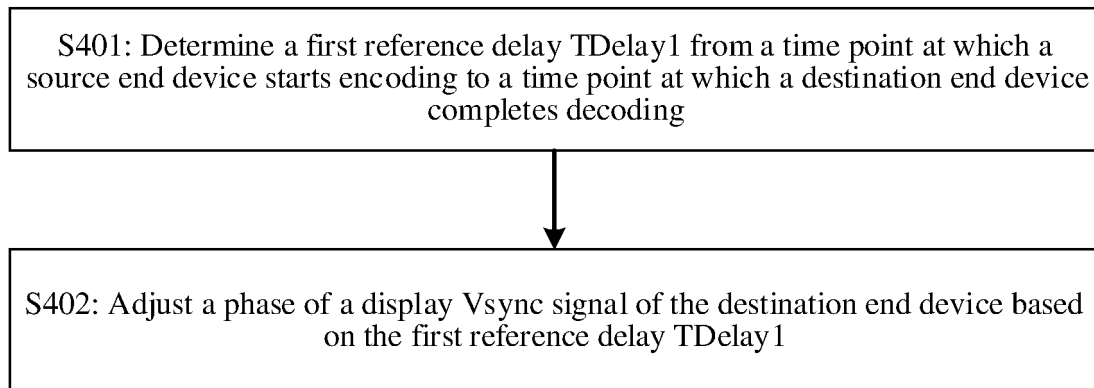 S401: Determine a first reference delay TDelay1 from a time point at which a
source end device starts encoding to a time point at which a destination end device
completes decoding
S402: Adjust a phase of a display Vsync signal of the destination end device based
on the first reference delay TDelay1